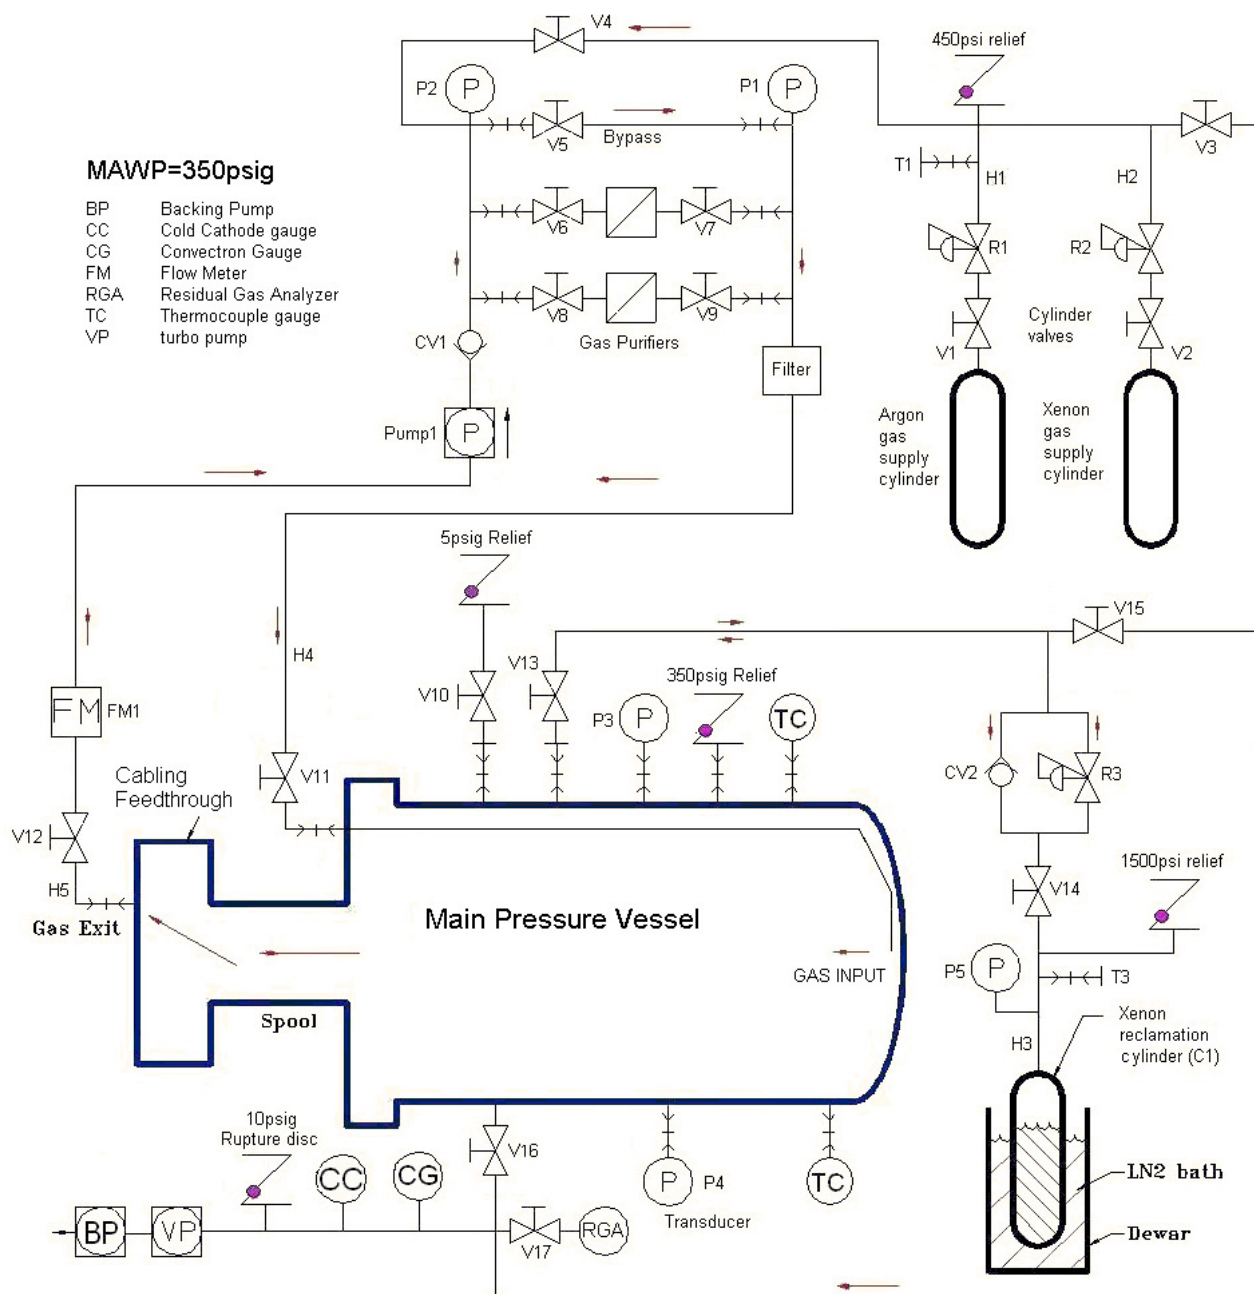 V4
450psi relief
P2
P
P1
P
V5
Bypass
V3
T1
H1
H2
MAWP=350psig
BP Backing Pump
CC Cold Cathode gauge
CG Convectron Gauge
FM Flow Meter
RGA Residual Gas Analyzer
TC Thermocouple gauge
VP turbo pump
V6
V7
R1
R2
V8
V9
Gas Purifiers
CV1
Filter
Cylinder
valves
V1
V2
Pump1
P
Argon
gas
supply
cylinder
Xenon
gas
supply
cylinder
5psig Relief
V15
H4
V13
350psig Relief
V10
P3
P
TC
FM
FM1
V11
CV2
R3
Cabling
Feedthrough
V12
H5
Gas Exit
V14
1500psi relief
Main Pressure Vessel
GAS INPUT
P5
P
T3
Spool
H3
Xenon
reclamation
cylinder (C1)
10psig
Rupture disc
V16
CC
CG
P
P4
Transducer
TC
LN2 bath
Dewar
BP
VP
V17
RGA